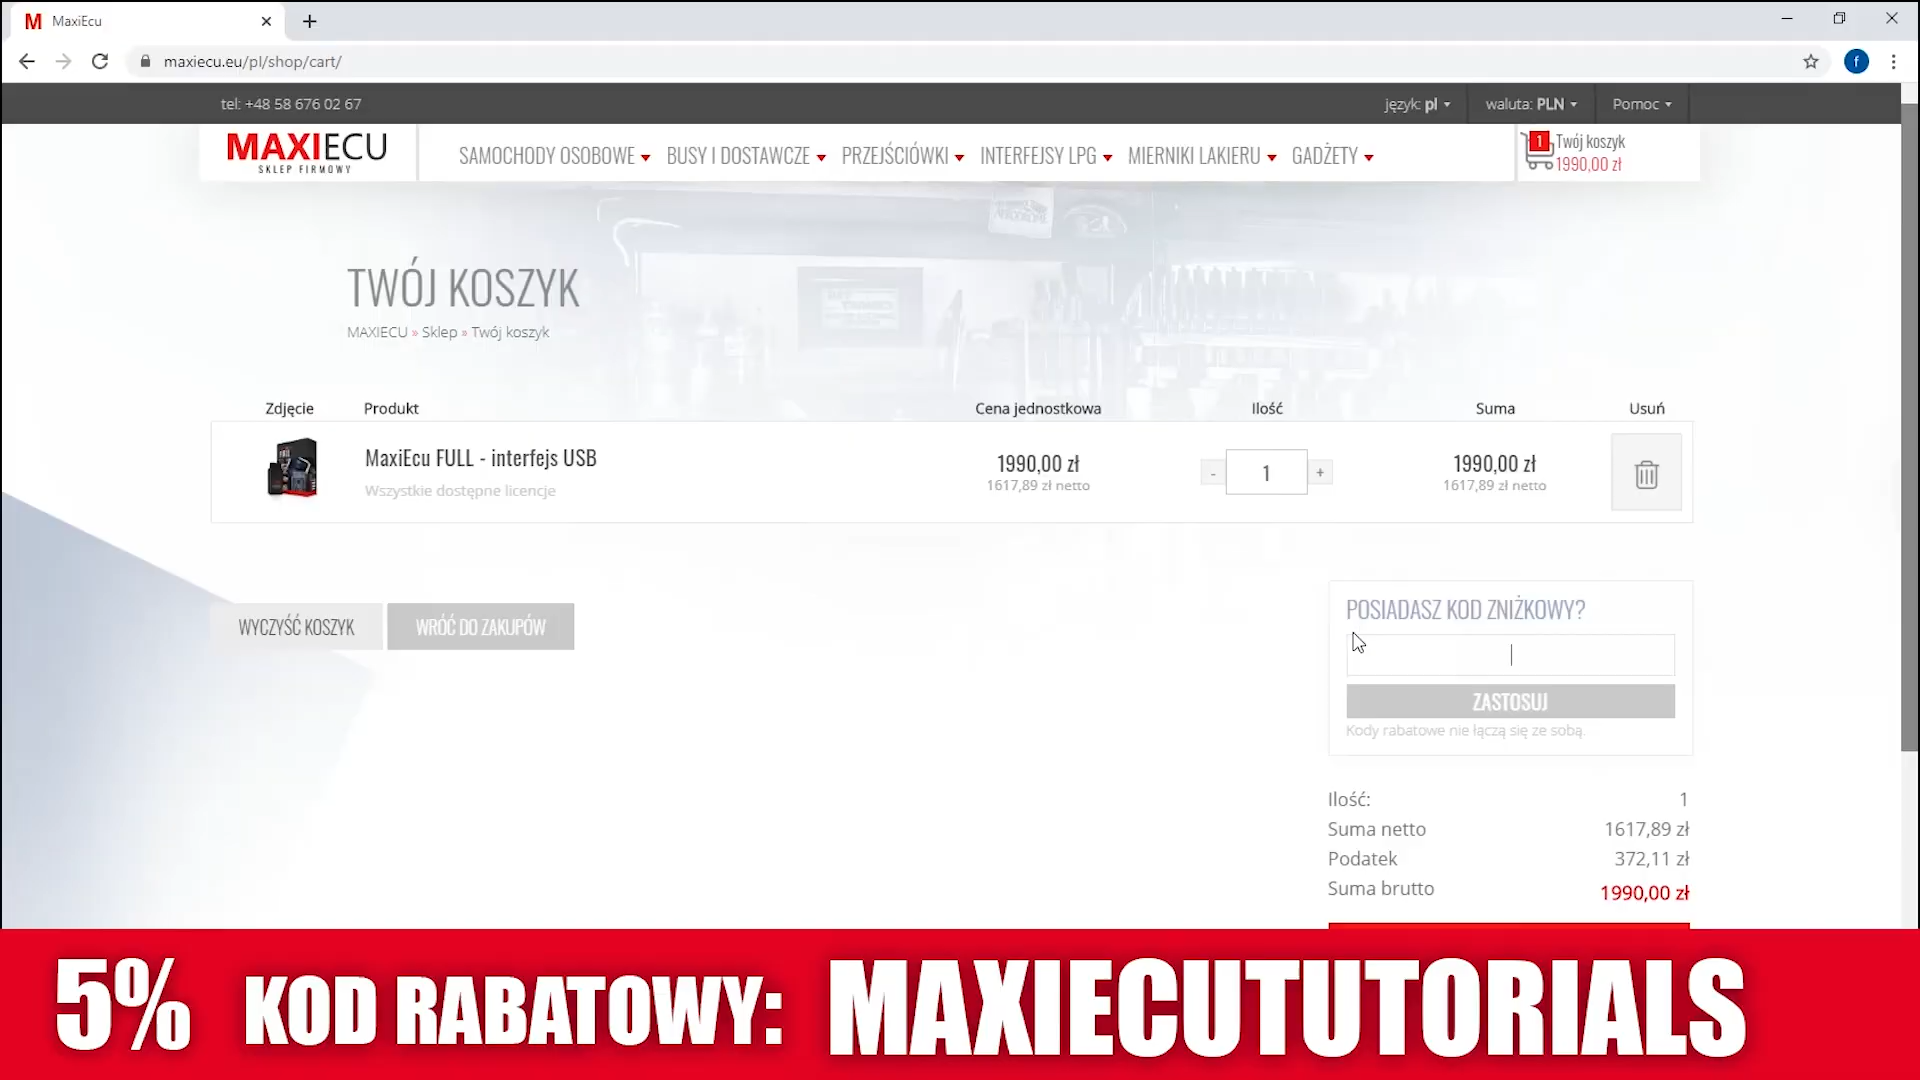 MaxiEcu
maxiecu.eu/pl/shop/cart/
f
tel: +48 58 676 02 67
język: pl
waluta: PLN
Pomoc
MAXIECU
SKLEP FIRMOWY
SAMOCHODY OSOBOWE
BUSY I DOSTAWCZE
PRZEJŚCIÓWKI
INTERFEJSY LPG
MIERNIKI LAKIERU
GADŻETY
1
Twój koszyk
1990,00 zł
TWÓJ KOSZYK
MAXIECU » Sklep » Twój koszyk
Zdjęcie Produkt Cena jednostkowa Ilość Suma Usuń
MaxiEcu FULL - interfejs USB
Wszystkie dostępne licencje
1990,00 zł
1617,89 zł netto
- 1 +
1990,00 zł
1617,89 zł netto
WYCZYŚĆ KOSZYK
WRÓĆ DO ZAKUPÓW
POSIADASZ KOD ZNIŻKOWY?
ZASTOSUJ
Kody rabatowe nie łączą się ze sobą.
Ilość: 1
Suma netto 1617,89 zł
Podatek 372,11 zł
Suma brutto 1990,00 zł
5% KOD RABATOWY: MAXIECUTUTORIALS